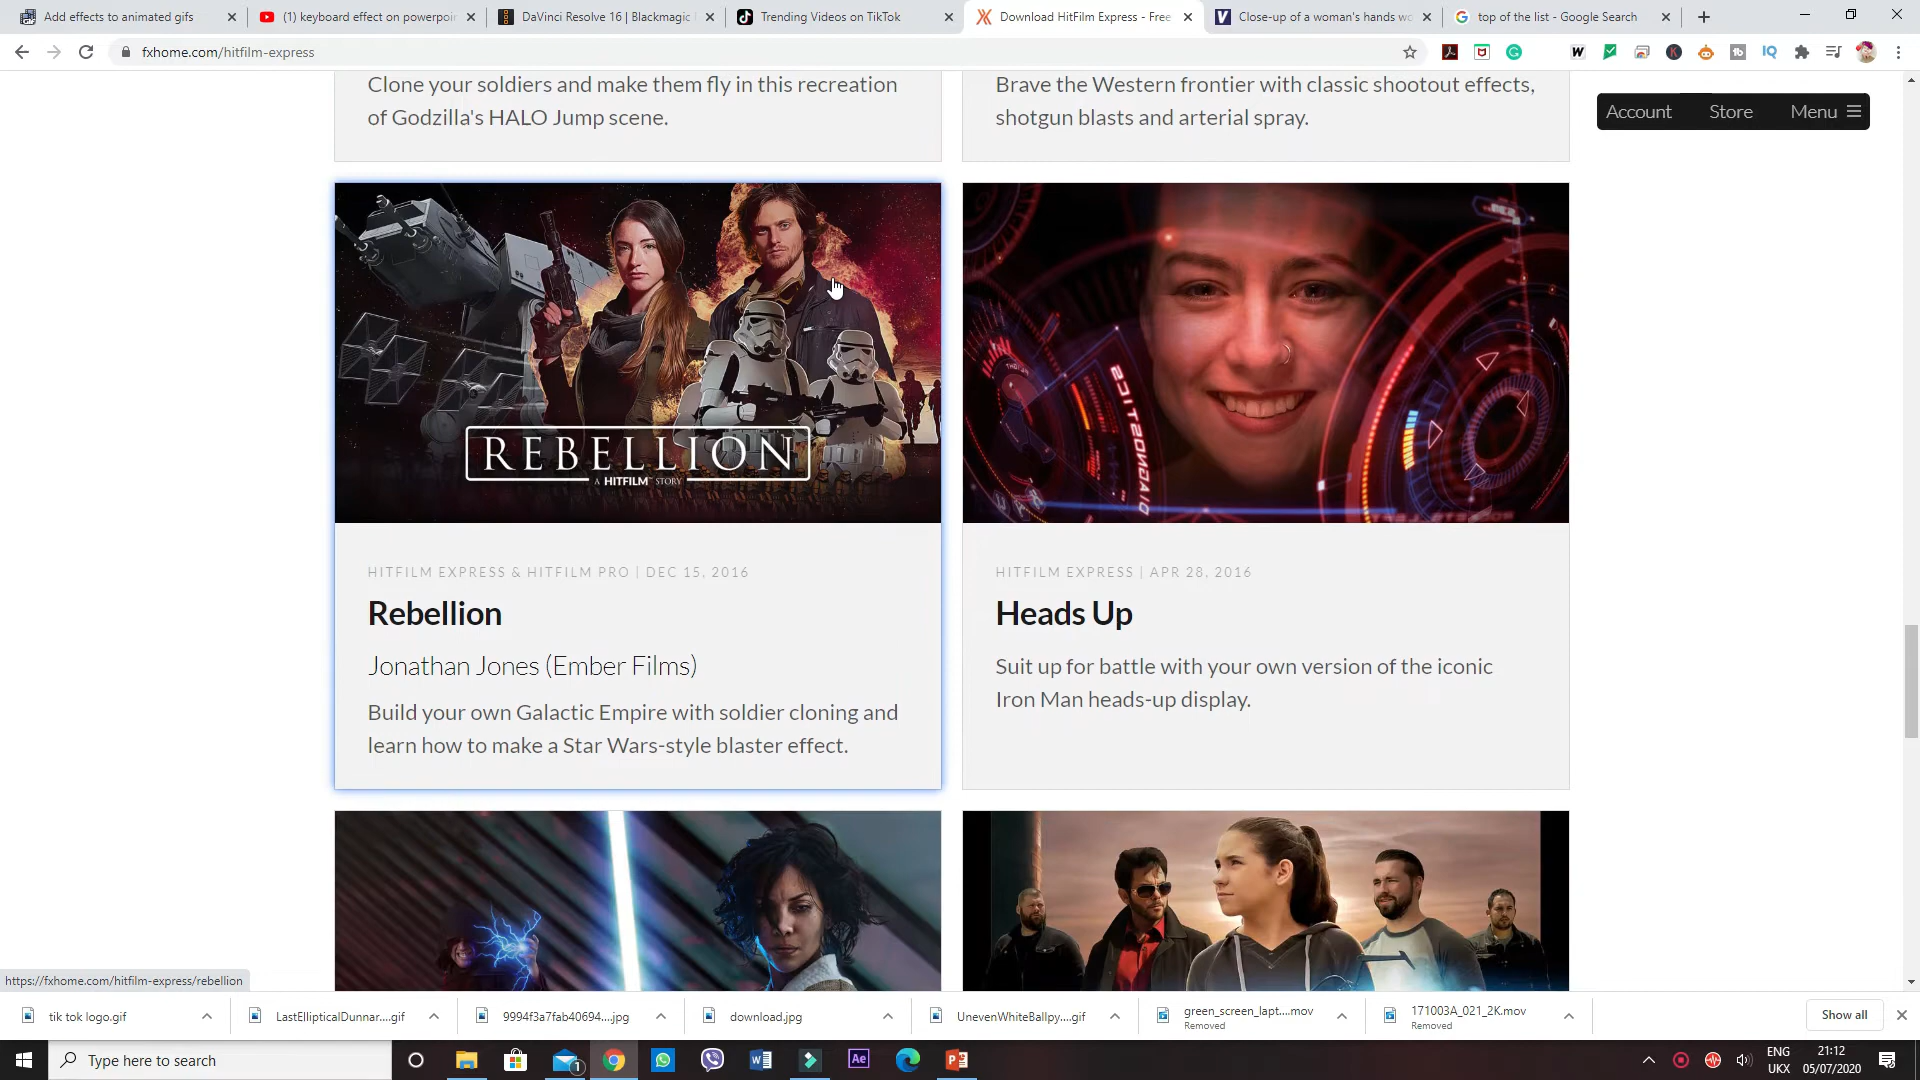 Add effects to animated gifs
(1) keyboard effect on powerpoin
DaVinci Resolve 16 | Blackmagic
Trending Videos on TikTok
Download HitFilm Express - Free
Close-up of a woman's hands wo
top of the list - Google Search
fxhome.com/hitfilm-express
Account Store Menu
Clone your soldiers and make them fly in this recreation
of Godzilla's HALO Jump scene.
Brave the Western frontier with classic shootout effects,
shotgun blasts and arterial spray.
REBELLION
A HITFILM™ STORY
DIAGNOSTICS
HITFILM EXPRESS & HITFILM PRO | DEC 15, 2016
Rebellion
Jonathan Jones (Ember Films)
Build your own Galactic Empire with soldier cloning and
learn how to make a Star Wars-style blaster effect.
HITFILM EXPRESS | APR 28, 2016
Heads Up
Suit up for battle with your own version of the iconic
Iron Man heads-up display.
https://fxhome.com/hitfilm-express/rebellion
tik tok logo.gif
LastEllipticalDunnar....gif
9994f3a7fab40694....jpg
download.jpg
UnevenWhiteBallpy....gif
green_screen_lapt....mov
Removed
171003A_021_2K.mov
Removed
Show all
Type here to search
1
Ae
ENG
UKX
21:12
05/07/2020